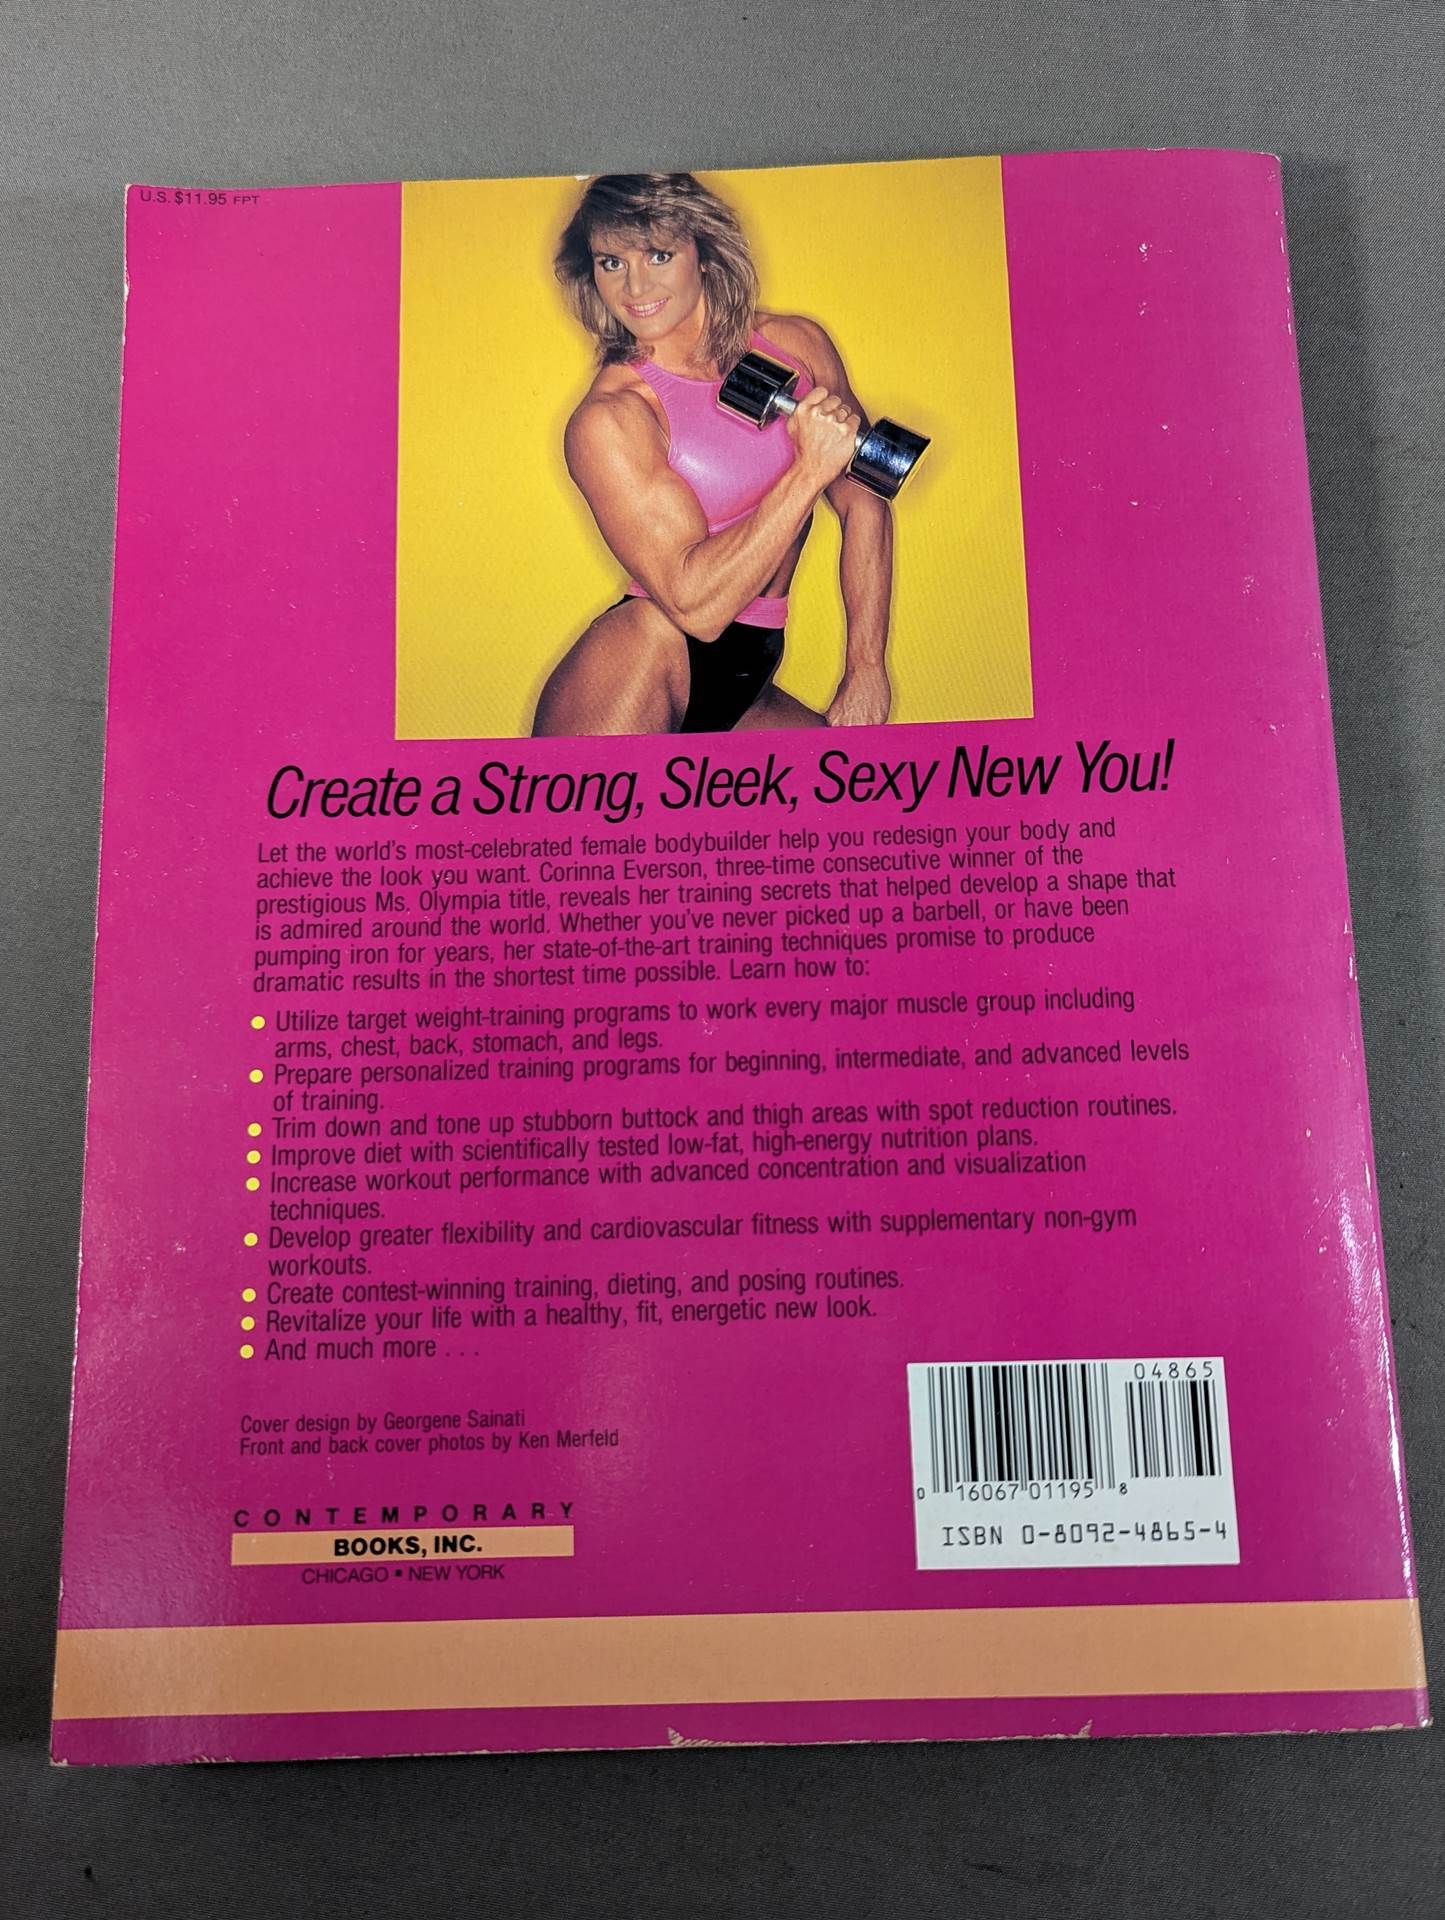 U.S. $11.95 FPT
Create a Strong, Sleek, Sexy New You!
Let the world's most-celebrated female bodybuilder help you redesign your body and
achieve the look you want. Corinna Everson, three-time consecutive winner of the
prestigious Ms. Olympia title, reveals her training secrets that helped develop a shape that
is admired around the world. Whether you've never picked up a barbell, or have been
pumping iron for years, her state-of-the-art training techniques promise to produce
dramatic results in the shortest time possible. Learn how to:
● Utilize target weight-training programs to work every major muscle group including
arms, chest, back, stomach, and legs.
● Prepare personalized training programs for beginning, intermediate, and advanced levels
of training.
● Trim down and tone up stubborn buttock and thigh areas with spot reduction routines.
● Improve diet with scientifically tested low-fat, high-energy nutrition plans.
● Increase workout performance with advanced concentration and visualization
techniques.
● Develop greater flexibility and cardiovascular fitness with supplementary non-gym
workouts.
● Create contest-winning training, dieting, and posing routines.
● Revitalize your life with a healthy, fit, energetic new look.
● And much more . . .
Cover design by Georgene Sainati
Front and back cover photos by Ken Merfeld
CONTEMPORARY
BOOKS, INC.
CHICAGO ▪ NEW YORK
04865
0 16067 01195 8
ISBN 0-8092-4865-4